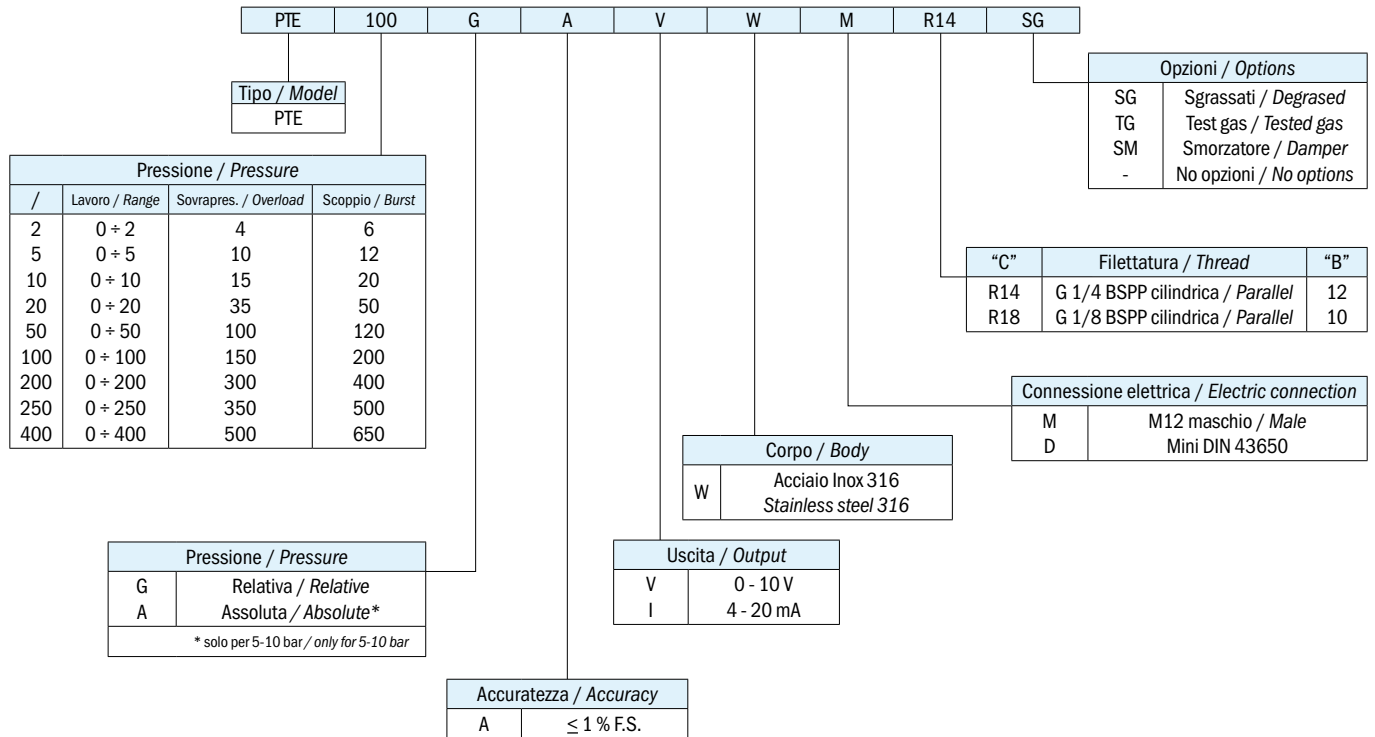 PTE 100 G A V W M R14 SG
Tipo / Model
PTE
Pressione / Pressure
/ Lavoro / Range Sovrapres. / Overload Scoppio / Burst
2 0 ÷ 2 4 6
5 0 ÷ 5 10 12
10 0 ÷ 10 15 20
20 0 ÷ 20 35 50
50 0 ÷ 50 100 120
100 0 ÷ 100 150 200
200 0 ÷ 200 300 400
250 0 ÷ 250 350 500
400 0 ÷ 400 500 650
Pressione / Pressure
G Relativa / Relative
A Assoluta / Absolute*
* solo per 5-10 bar / only for 5-10 bar
Accuratezza / Accuracy
A ≤ 1 % F.S.
Uscita / Output
V 0 - 10 V
I 4 - 20 mA
Corpo / Body
W Acciaio Inox 316
Stainless steel 316
Connessione elettrica / Electric connection
M M12 maschio / Male
D Mini DIN 43650
“C” Filettatura / Thread “B”
R14 G 1/4 BSPP cilindrica / Parallel 12
R18 G 1/8 BSPP cilindrica / Parallel 10
Opzioni / Options
SG Sgrassati / Degrased
TG Test gas / Tested gas
SM Smorzatore / Damper
- No opzioni / No options